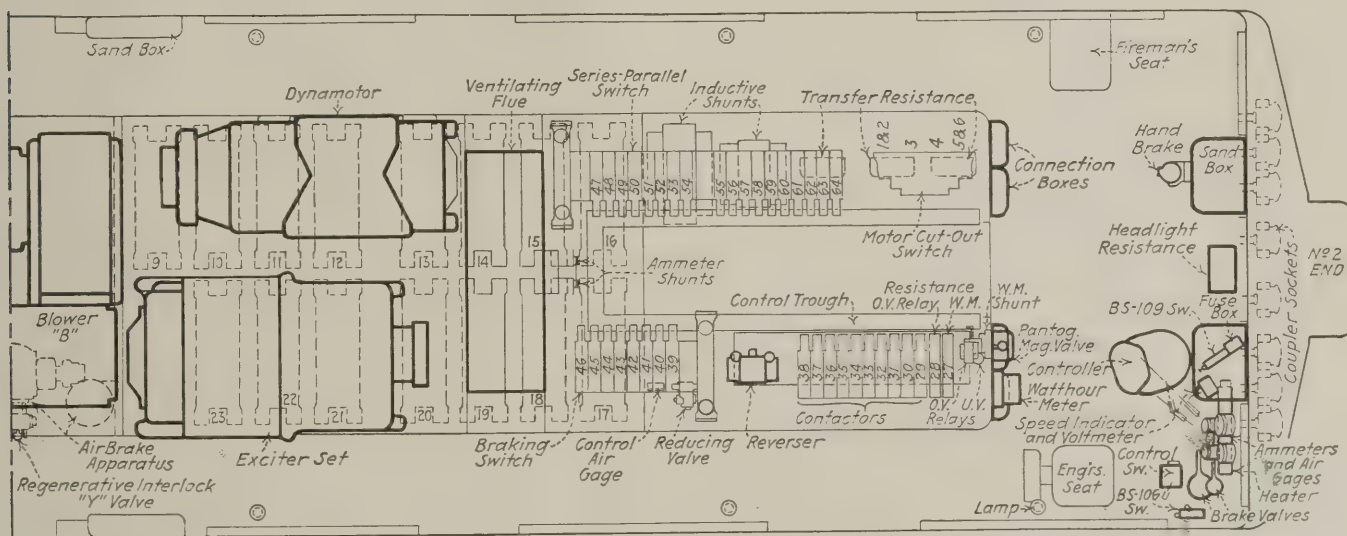 Sand Box
Dynamotor
Ventilating
Flue
Series-Parallel
Switch
Inductive
Shunts
Transfer Resistance
Fireman's
Seat
1&2
3
4
5&6
47
48
49
50
51
52
53
54
55
56
57
38
59
60
61
62
63
64
Connection
Boxes
Hand
Brake
Sand
Box
Motor Cut-Out
Switch
Headlight
Resistance
Coupler Sockets
Nº2
END
9
10
11
12
13
14
15
16
Ammeter
Shunts
Blower
"B"
Control Trough
Resistance
O.V. Relay
W.M.
W.M.
Shunt
BS-109 Sw.
Fuse
Box
Pantog.
Mag. Valve
Controller
Watthour
Meter
46
45
44
43
42
41
40
39
38
37
36
35
34
33
32
31
30
29
28
27
Contactors
O.V.
U.V.
Relays
Speed Indicator
and Voltmeter
23
22
21
20
19
18
17
Air Brake
Apparatus
Exciter Set
Braking
Switch
Control
Air
Gage
Reducing
Valve
Reverser
Regenerative Interlock
"Y" Valve
Lamp
Engrs.
Seat
Control
Sw.
BS-106
Sw.
Ammeters
and Air
Gages
Heater
Brake Valves